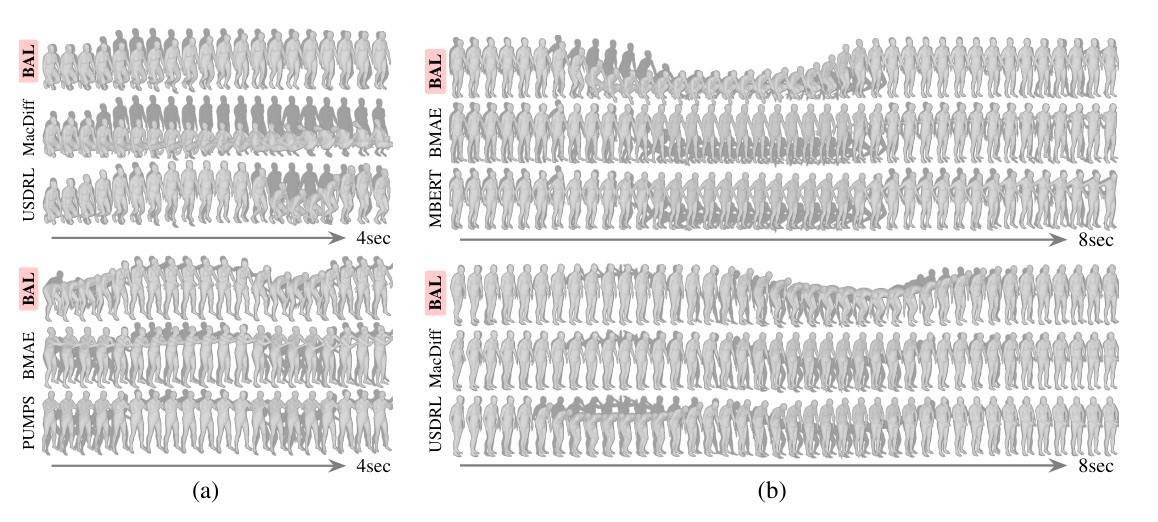 BAL
MacDiff
USDRL
4sec
BAL
BMAE
PUMPS
4sec
(a)
BAL
BMAE
MBERT
8sec
BAL
MacDiff
USDRL
8sec
(b)